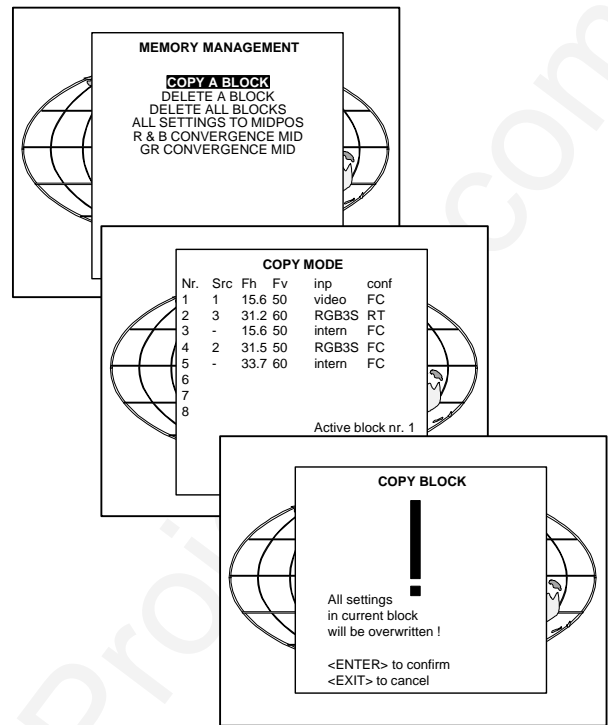 MEMORY MANAGEMENT
COPY A BLOCK
DELETE A BLOCK
DELETE ALL BLOCKS
ALL SETTINGS TO MIDPOS
R & B CONVERGENCE MID
GR CONVERGENCE MID
COPY MODE
Nr. Src Fh Fv inp conf
1 1 15.6 50 video FC
2 3 31.2 60 RGB3S RT
3 - 15.6 50 intern FC
4 2 31.5 50 RGB3S FC
5 - 33.7 60 intern FC
6
7
8
Active block nr. 1
COPY BLOCK
!
All settings
in current block
will be overwritten !
<ENTER> to confirm
<EXIT> to cancel